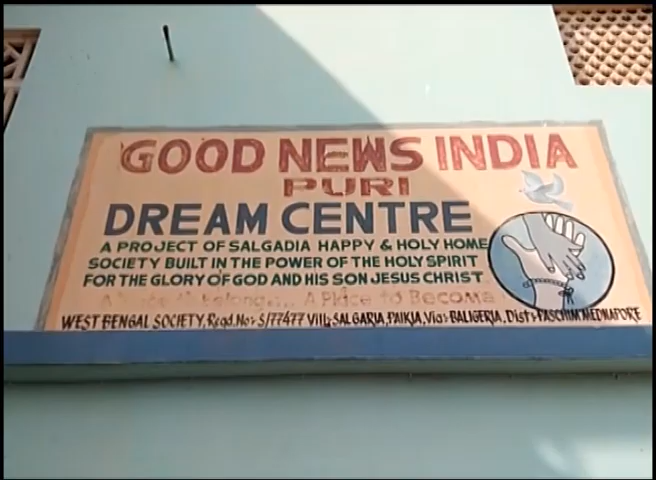 GOOD NEWS INDIA
PURI
DREAM CENTRE
A PROJECT OF SALGADIA HAPPY & HOLY HOME
SOCIETY BUILT IN THE POWER OF THE HOLY SPIRIT
FOR THE GLORY OF GOD AND HIS SON JESUS CHRIST
A Place to Belong... A Place to Become
WEST BENGAL SOCIETY, Regd. No:- S/77477 Vill:- SALGARIA, PAIKJA, Via:- BALIGERIA, Dist:- PASCHIM MEDNAPORE